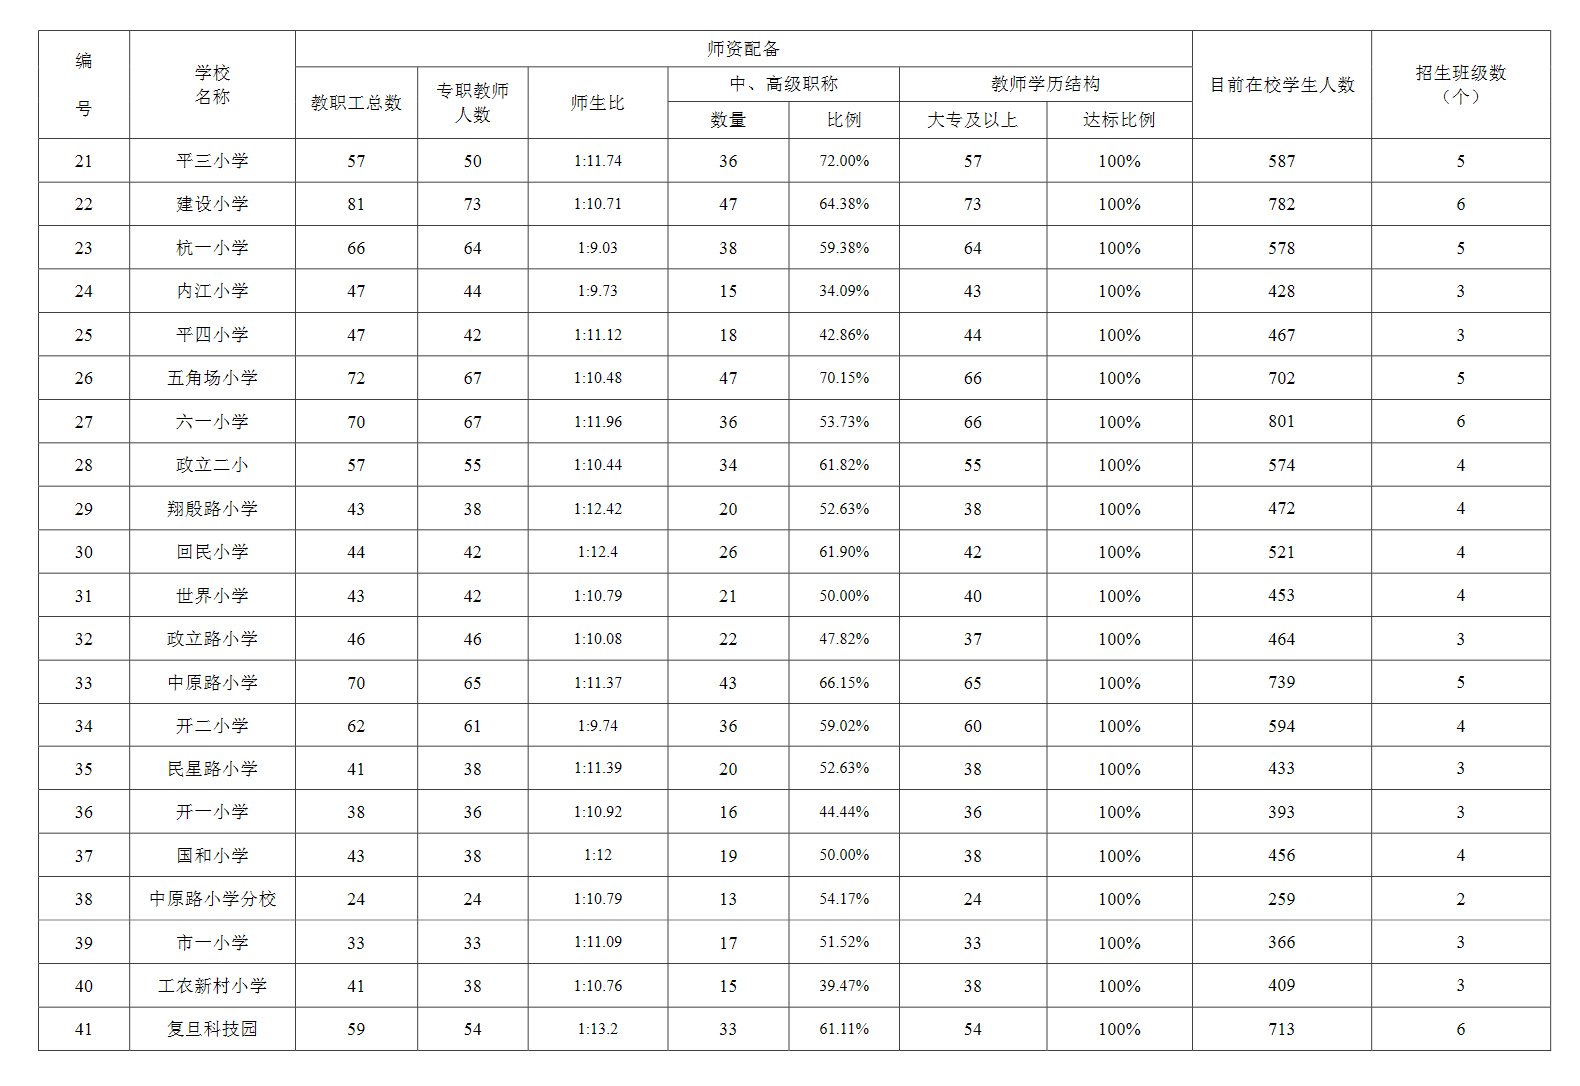 编
号
学校
名称
师资配备
教职工总数
专职教师
人数
师生比
中、高级职称
数量
比例
教师学历结构
大专及以上
达标比例
目前在校学生人数
招生班级数
（个）
21 平三小学 57 50 1:11.74 36 72.00% 57 100% 587 5
22 建设小学 81 73 1:10.71 47 64.38% 73 100% 782 6
23 杭一小学 66 64 1:9.03 38 59.38% 64 100% 578 5
24 内江小学 47 44 1:9.73 15 34.09% 43 100% 428 3
25 平四小学 47 42 1:11.12 18 42.86% 44 100% 467 3
26 五角场小学 72 67 1:10.48 47 70.15% 66 100% 702 5
27 六一小学 70 67 1:11.96 36 53.73% 66 100% 801 6
28 政立二小 57 55 1:10.44 34 61.82% 55 100% 574 4
29 翔殷路小学 43 38 1:12.42 20 52.63% 38 100% 472 4
30 回民小学 44 42 1:12.4 26 61.90% 42 100% 521 4
31 世界小学 43 42 1:10.79 21 50.00% 40 100% 453 4
32 政立路小学 46 46 1:10.08 22 47.82% 37 100% 464 3
33 中原路小学 70 65 1:11.37 43 66.15% 65 100% 739 5
34 开二小学 62 61 1:9.74 36 59.02% 60 100% 594 4
35 民星路小学 41 38 1:11.39 20 52.63% 38 100% 433 3
36 开一小学 38 36 1:10.92 16 44.44% 36 100% 393 3
37 国和小学 43 38 1:12 19 50.00% 38 100% 456 4
38 中原路小学分校 24 24 1:10.79 13 54.17% 24 100% 259 2
39 市一小学 33 33 1:11.09 17 51.52% 33 100% 366 3
40 工农新村小学 41 38 1:10.76 15 39.47% 38 100% 409 3
41 复旦科技园 59 54 1:13.2 33 61.11% 54 100% 713 6